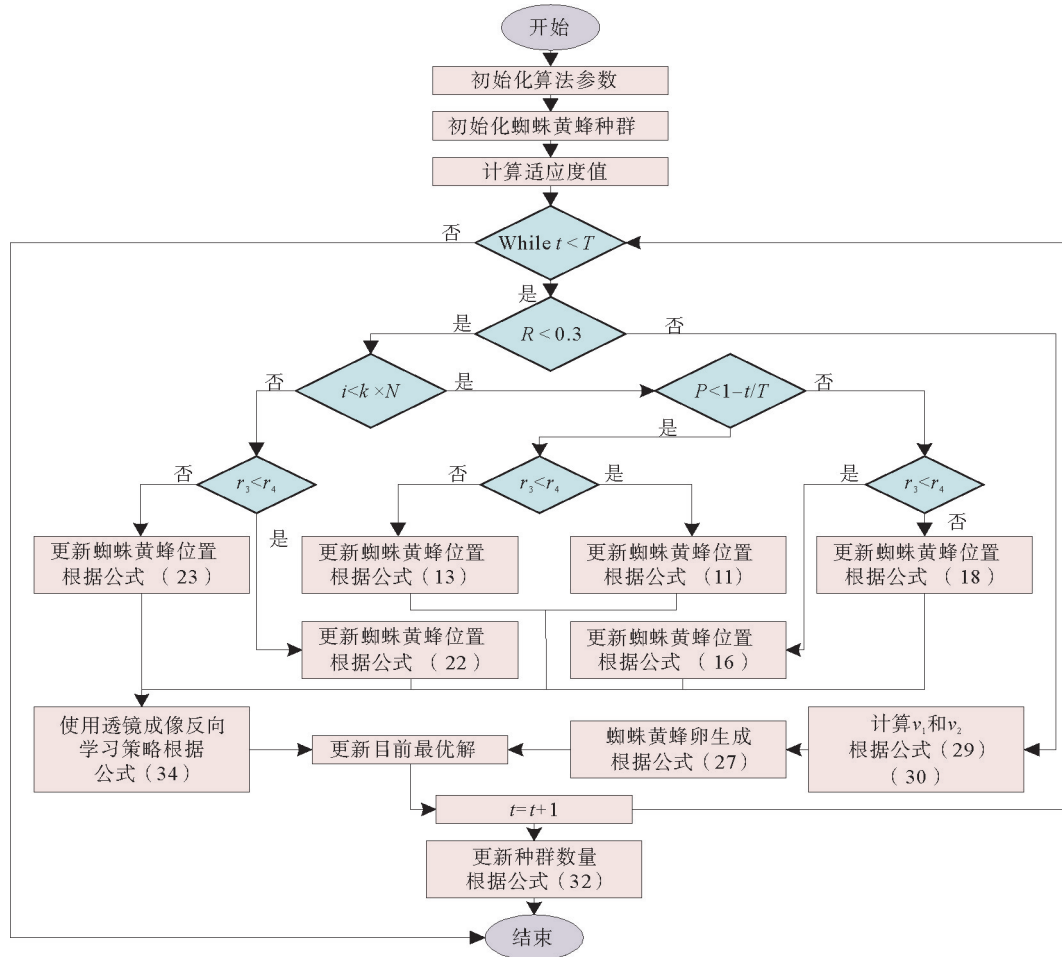 开始
初始化算法参数
初始化蜘蛛黄蜂种群
计算适应度值
否
While t < T
是
是
R < 0.3
否
否
i<k ×N
是
P<1–t/T
否
是
否
r₃<r₄
是
否
r₃<r₄
是
是
r₃<r₄
否
更新蜘蛛黄蜂位置
根据公式 （23）
更新蜘蛛黄蜂位置
根据公式（13）
更新蜘蛛黄蜂位置
根据公式 （11）
更新蜘蛛黄蜂位置
根据公式 （18）
更新蜘蛛黄蜂位置
根据公式 （22）
更新蜘蛛黄蜂位置
根据公式 （16）
使用透镜成像反向
学习策略根据
公式（34）
更新目前最优解
蜘蛛黄蜂卵生成
根据公式（27）
计算v₁和v₂
根据公式（29）
（30）
t=t+1
更新种群数量
根据公式（32）
结束